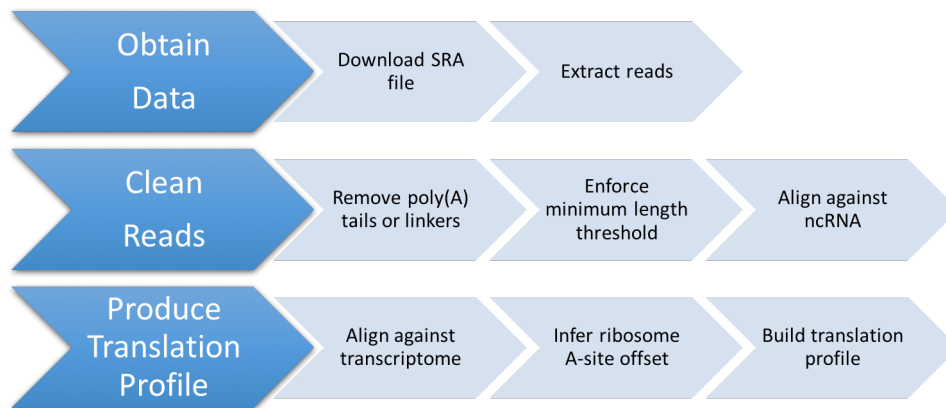 Obtain
Data
Download SRA
file
Extract reads
Clean
Reads
Remove poly(A)
tails or linkers
Enforce
minimum length
threshold
Align against
ncRNA
Produce
Translation
Profile
Align against
transcriptome
Infer ribosome
A-site offset
Build translation
profile